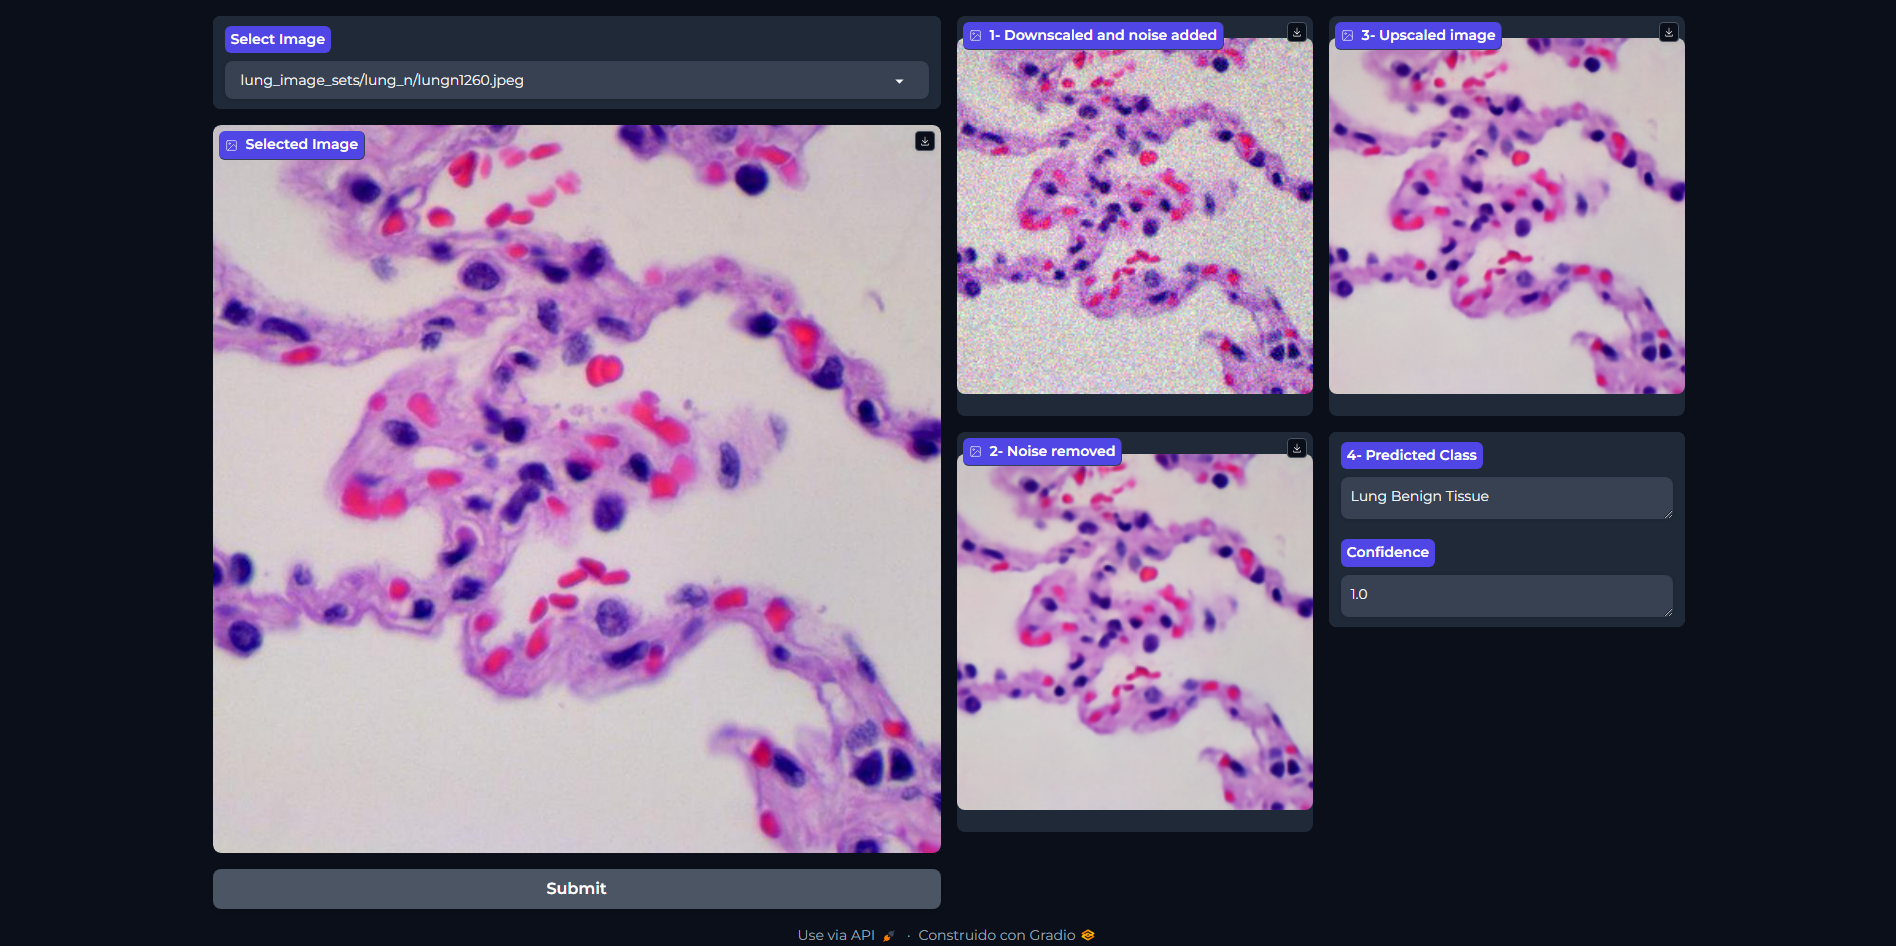 Select Image
lung_image_sets/lung_n/lungn1260.jpeg
Selected Image
Submit
1- Downscaled and noise added
3- Upscaled image
2- Noise removed
4- Predicted Class
Lung Benign Tissue
Confidence
1.0
Use via API · Construido con Gradio